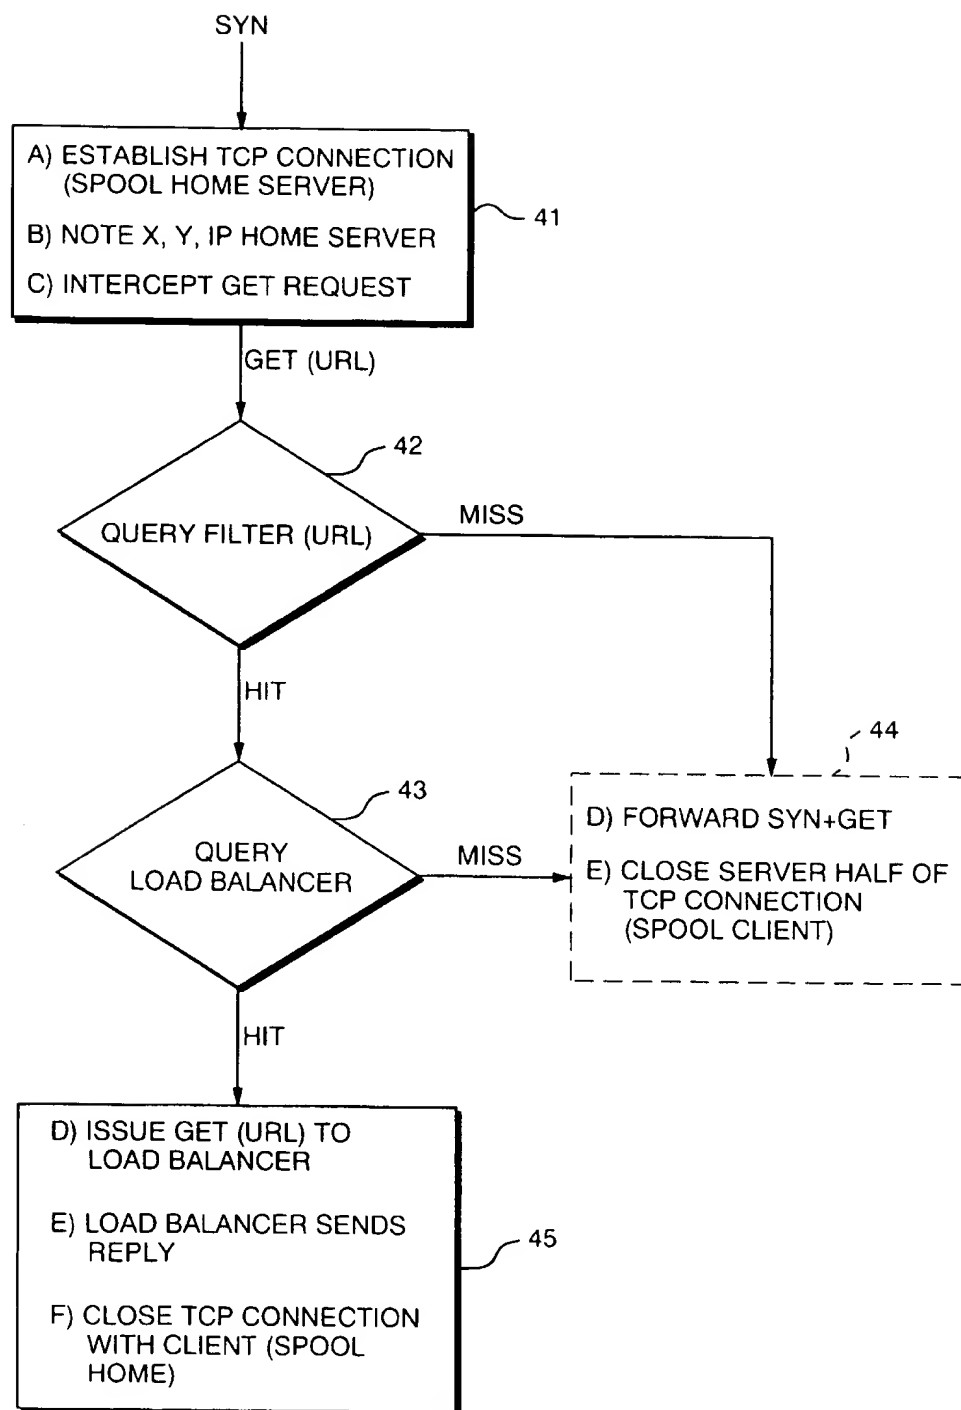 SYN
A) ESTABLISH TCP CONNECTION
(SPOOL HOME SERVER)
B) NOTE X, Y, IP HOME SERVER
C) INTERCEPT GET REQUEST
41
GET (URL)
42
QUERY FILTER (URL)
MISS
HIT
43
QUERY
LOAD BALANCER
MISS
44
D) FORWARD SYN+GET
E) CLOSE SERVER HALF OF
TCP CONNECTION
(SPOOL CLIENT)
HIT
D) ISSUE GET (URL) TO
LOAD BALANCER
E) LOAD BALANCER SENDS
REPLY
F) CLOSE TCP CONNECTION
WITH CLIENT (SPOOL
HOME)
45